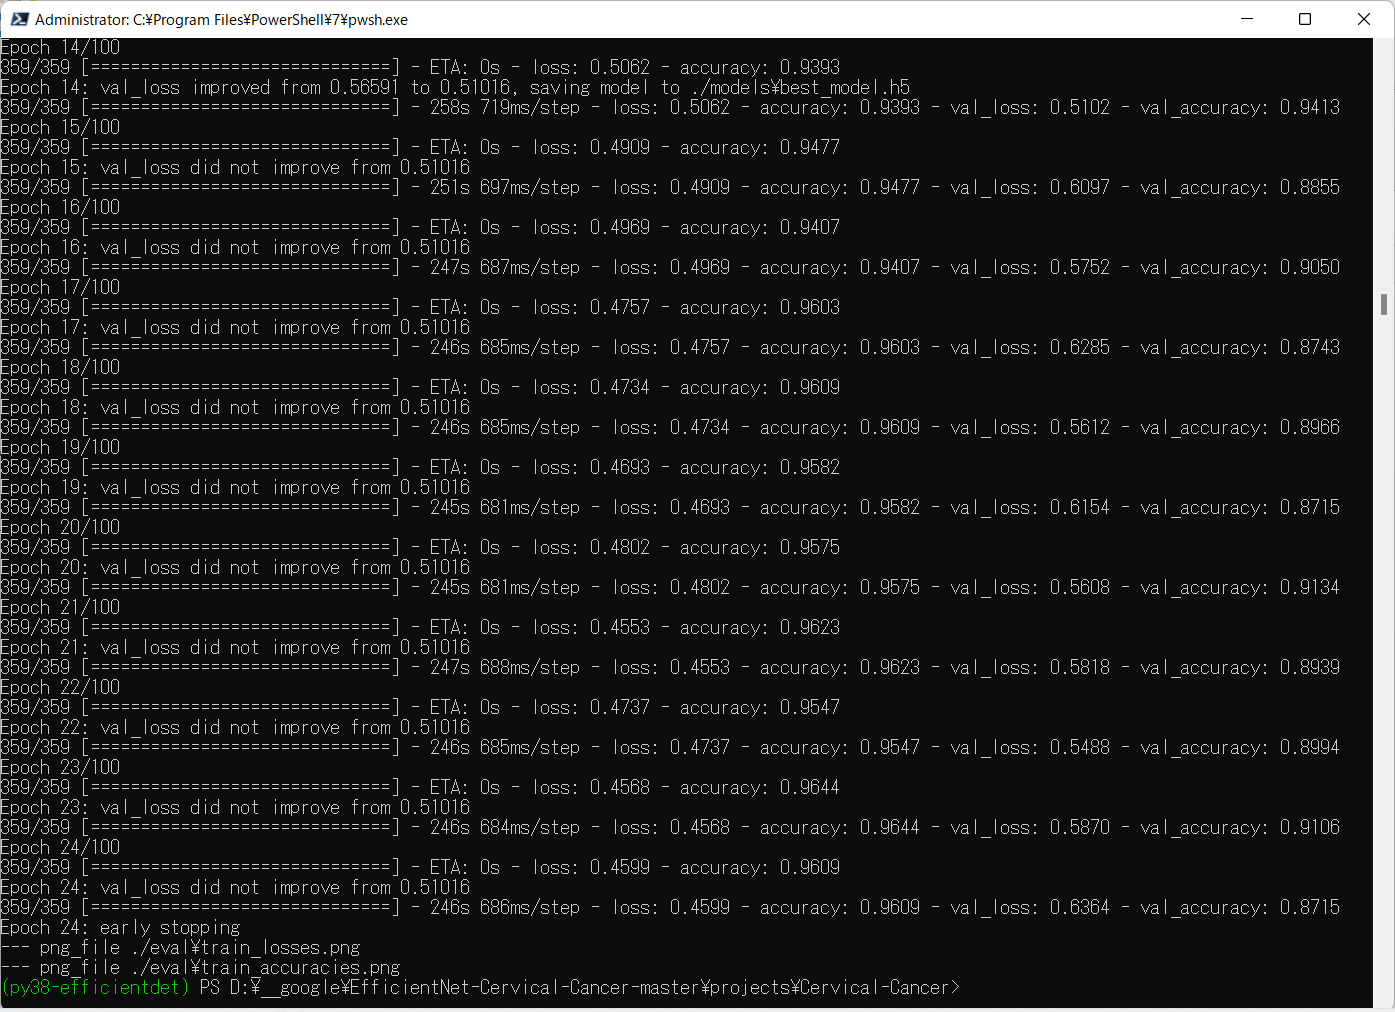 Administrator: C:¥Program Files¥PowerShell¥7¥pwsh.exe
Epoch 14/100
359/359 [==============================] - ETA: 0s - loss: 0.5062 - accuracy: 0.9393
Epoch 14: val_loss improved from 0.56591 to 0.51016, saving model to ./models¥best_model.h5
359/359 [==============================] - 258s 719ms/step - loss: 0.5062 - accuracy: 0.9393 - val_loss: 0.5102 - val_accuracy: 0.9413
Epoch 15/100
359/359 [==============================] - ETA: 0s - loss: 0.4909 - accuracy: 0.9477
Epoch 15: val_loss did not improve from 0.51016
359/359 [==============================] - 251s 697ms/step - loss: 0.4909 - accuracy: 0.9477 - val_loss: 0.6097 - val_accuracy: 0.8855
Epoch 16/100
359/359 [==============================] - ETA: 0s - loss: 0.4969 - accuracy: 0.9407
Epoch 16: val_loss did not improve from 0.51016
359/359 [==============================] - 247s 687ms/step - loss: 0.4969 - accuracy: 0.9407 - val_loss: 0.5752 - val_accuracy: 0.9050
Epoch 17/100
359/359 [==============================] - ETA: 0s - loss: 0.4757 - accuracy: 0.9603
Epoch 17: val_loss did not improve from 0.51016
359/359 [==============================] - 246s 685ms/step - loss: 0.4757 - accuracy: 0.9603 - val_loss: 0.6285 - val_accuracy: 0.8743
Epoch 18/100
359/359 [==============================] - ETA: 0s - loss: 0.4734 - accuracy: 0.9609
Epoch 18: val_loss did not improve from 0.51016
359/359 [==============================] - 246s 685ms/step - loss: 0.4734 - accuracy: 0.9609 - val_loss: 0.5612 - val_accuracy: 0.8966
Epoch 19/100
359/359 [==============================] - ETA: 0s - loss: 0.4693 - accuracy: 0.9582
Epoch 19: val_loss did not improve from 0.51016
359/359 [==============================] - 245s 681ms/step - loss: 0.4693 - accuracy: 0.9582 - val_loss: 0.6154 - val_accuracy: 0.8715
Epoch 20/100
359/359 [==============================] - ETA: 0s - loss: 0.4802 - accuracy: 0.9575
Epoch 20: val_loss did not improve from 0.51016
359/359 [==============================] - 245s 681ms/step - loss: 0.4802 - accuracy: 0.9575 - val_loss: 0.5608 - val_accuracy: 0.9134
Epoch 21/100
359/359 [==============================] - ETA: 0s - loss: 0.4553 - accuracy: 0.9623
Epoch 21: val_loss did not improve from 0.51016
359/359 [==============================] - 247s 688ms/step - loss: 0.4553 - accuracy: 0.9623 - val_loss: 0.5818 - val_accuracy: 0.8939
Epoch 22/100
359/359 [==============================] - ETA: 0s - loss: 0.4737 - accuracy: 0.9547
Epoch 22: val_loss did not improve from 0.51016
359/359 [==============================] - 246s 685ms/step - loss: 0.4737 - accuracy: 0.9547 - val_loss: 0.5488 - val_accuracy: 0.8994
Epoch 23/100
359/359 [==============================] - ETA: 0s - loss: 0.4568 - accuracy: 0.9644
Epoch 23: val_loss did not improve from 0.51016
359/359 [==============================] - 246s 684ms/step - loss: 0.4568 - accuracy: 0.9644 - val_loss: 0.5870 - val_accuracy: 0.9106
Epoch 24/100
359/359 [==============================] - ETA: 0s - loss: 0.4599 - accuracy: 0.9609
Epoch 24: val_loss did not improve from 0.51016
359/359 [==============================] - 246s 686ms/step - loss: 0.4599 - accuracy: 0.9609 - val_loss: 0.6364 - val_accuracy: 0.8715
Epoch 24: early stopping
--- png_file ./eval¥train_losses.png
--- png_file ./eval¥train_accuracies.png
(py38-efficientdet) PS D:¥__google¥EfficientNet-Cervical-Cancer-master¥projects¥Cervical-Cancer>